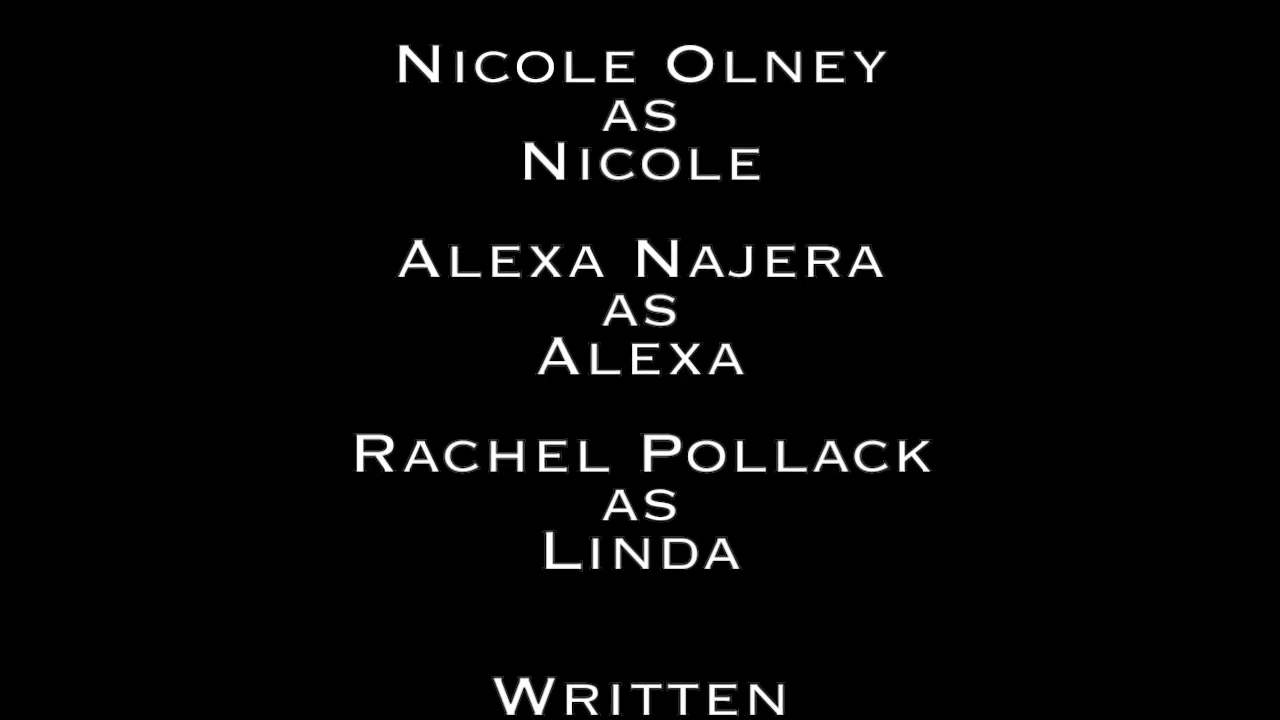 Nicole Olney
as
Nicole
Alexa Najera
as
Alexa
Rachel Pollack
as
Linda
Written